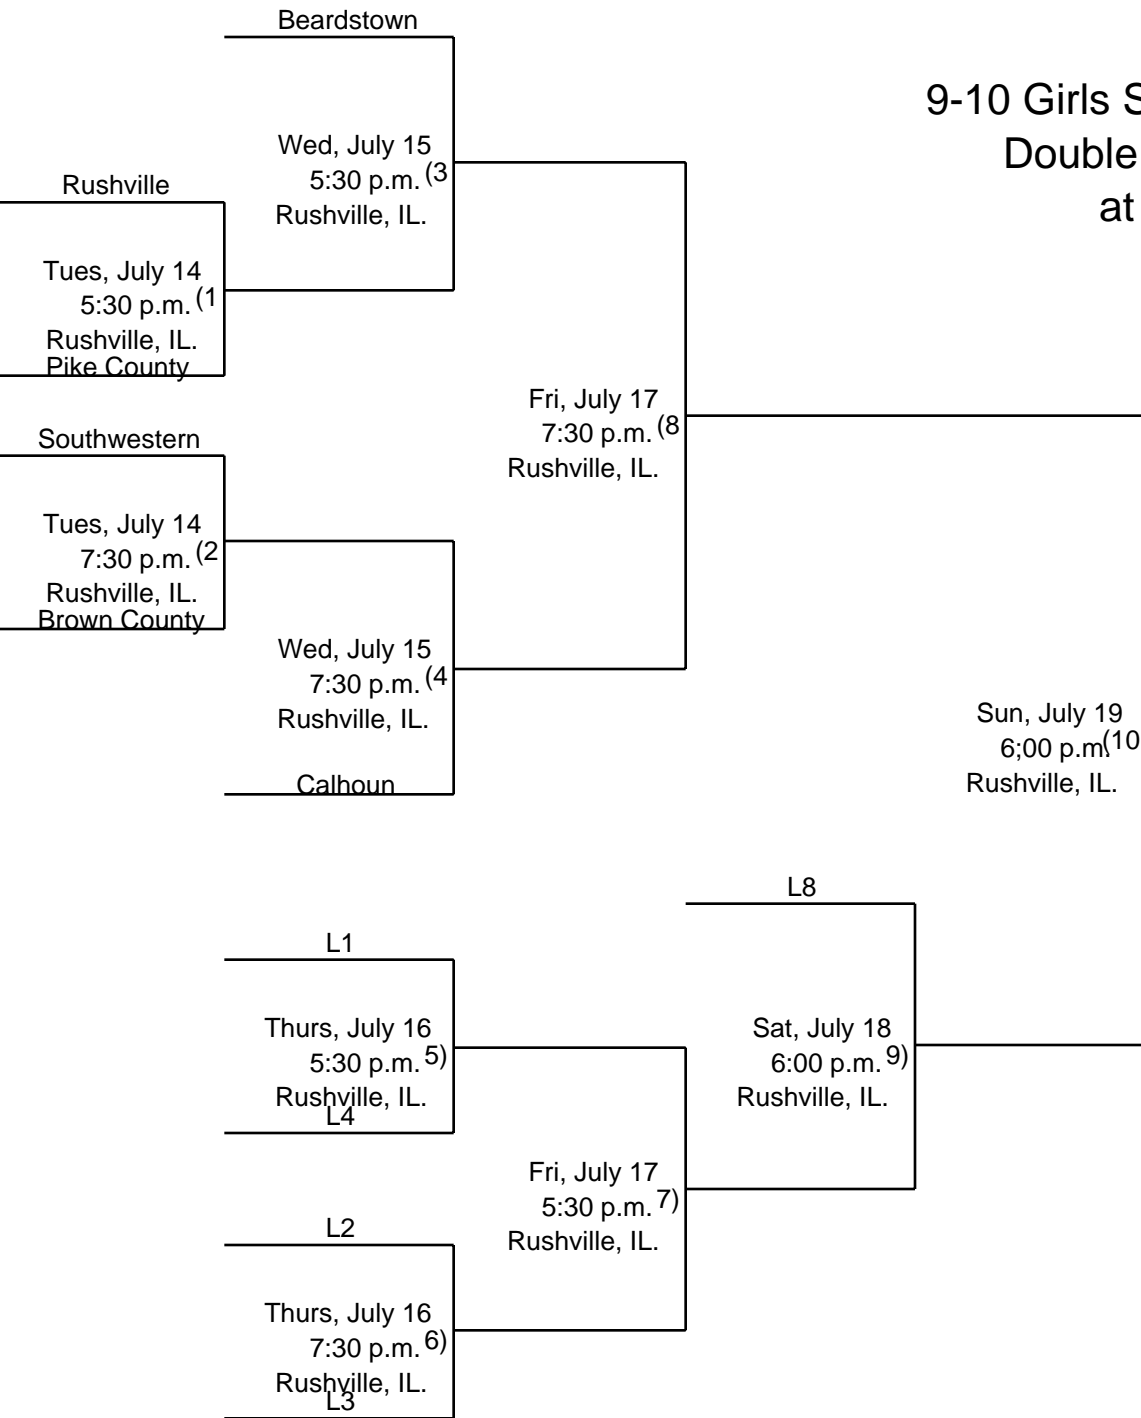 Beardstown
9-10 Girls S
Double
at
Wed, July 15
5:30 p.m. (3
Rushville, IL.
Rushville
Tues, July 14
5:30 p.m. (1
Rushville, IL.
Pike County
Fri, July 17
7:30 p.m. (8
Rushville, IL.
Southwestern
Tues, July 14
7:30 p.m. (2
Rushville, IL.
Brown County
Wed, July 15
7:30 p.m. (4
Rushville, IL.
Calhoun
Sun, July 19
6;00 p.m. (10
Rushville, IL.
L8
L1
Thurs, July 16
5:30 p.m. 5)
Rushville, IL.
L4
Sat, July 18
6:00 p.m. 9)
Rushville, IL.
Fri, July 17
5:30 p.m. 7)
Rushville, IL.
L2
Thurs, July 16
7:30 p.m. 6)
Rushville, IL.
L3